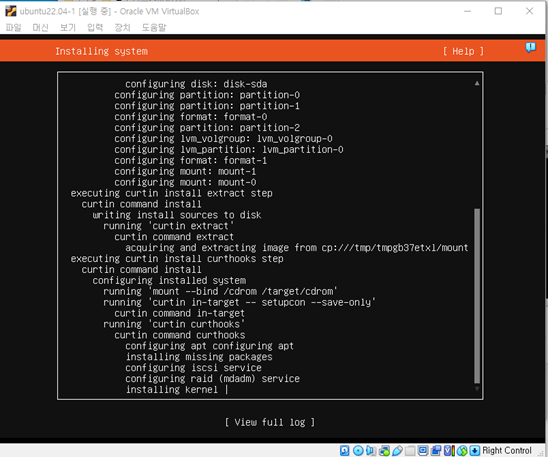 ubuntu22.04-1 [실행 중] - Oracle VM VirtualBox
파일 머신 보기 입력 장치 도움말
Installing system [ Help ]
configuring disk: disk-sda
configuring partition: partition-0
configuring partition: partition-1
configuring format: format-0
configuring partition: partition-2
configuring lvm_volgroup: lvm_volgroup-0
configuring lvm_partition: lvm_partition-0
configuring format: format-1
configuring mount: mount-1
configuring mount: mount-0
executing curtin install extract step
curtin command install
writing install sources to disk
running 'curtin extract'
curtin command extract
acquiring and extracting image from cp:///tmp/tmpgb37etxl/mount
executing curtin install curthooks step
curtin command install
configuring installed system
running 'mount --bind /cdrom /target/cdrom'
running 'curtin in-target -- setupcon --save-only'
curtin command in-target
running 'curtin curthooks'
curtin command curthooks
configuring apt configuring apt
installing missing packages
configuring iscsi service
configuring raid (mdadm) service
installing kernel |
[ View full log ]
Right Control